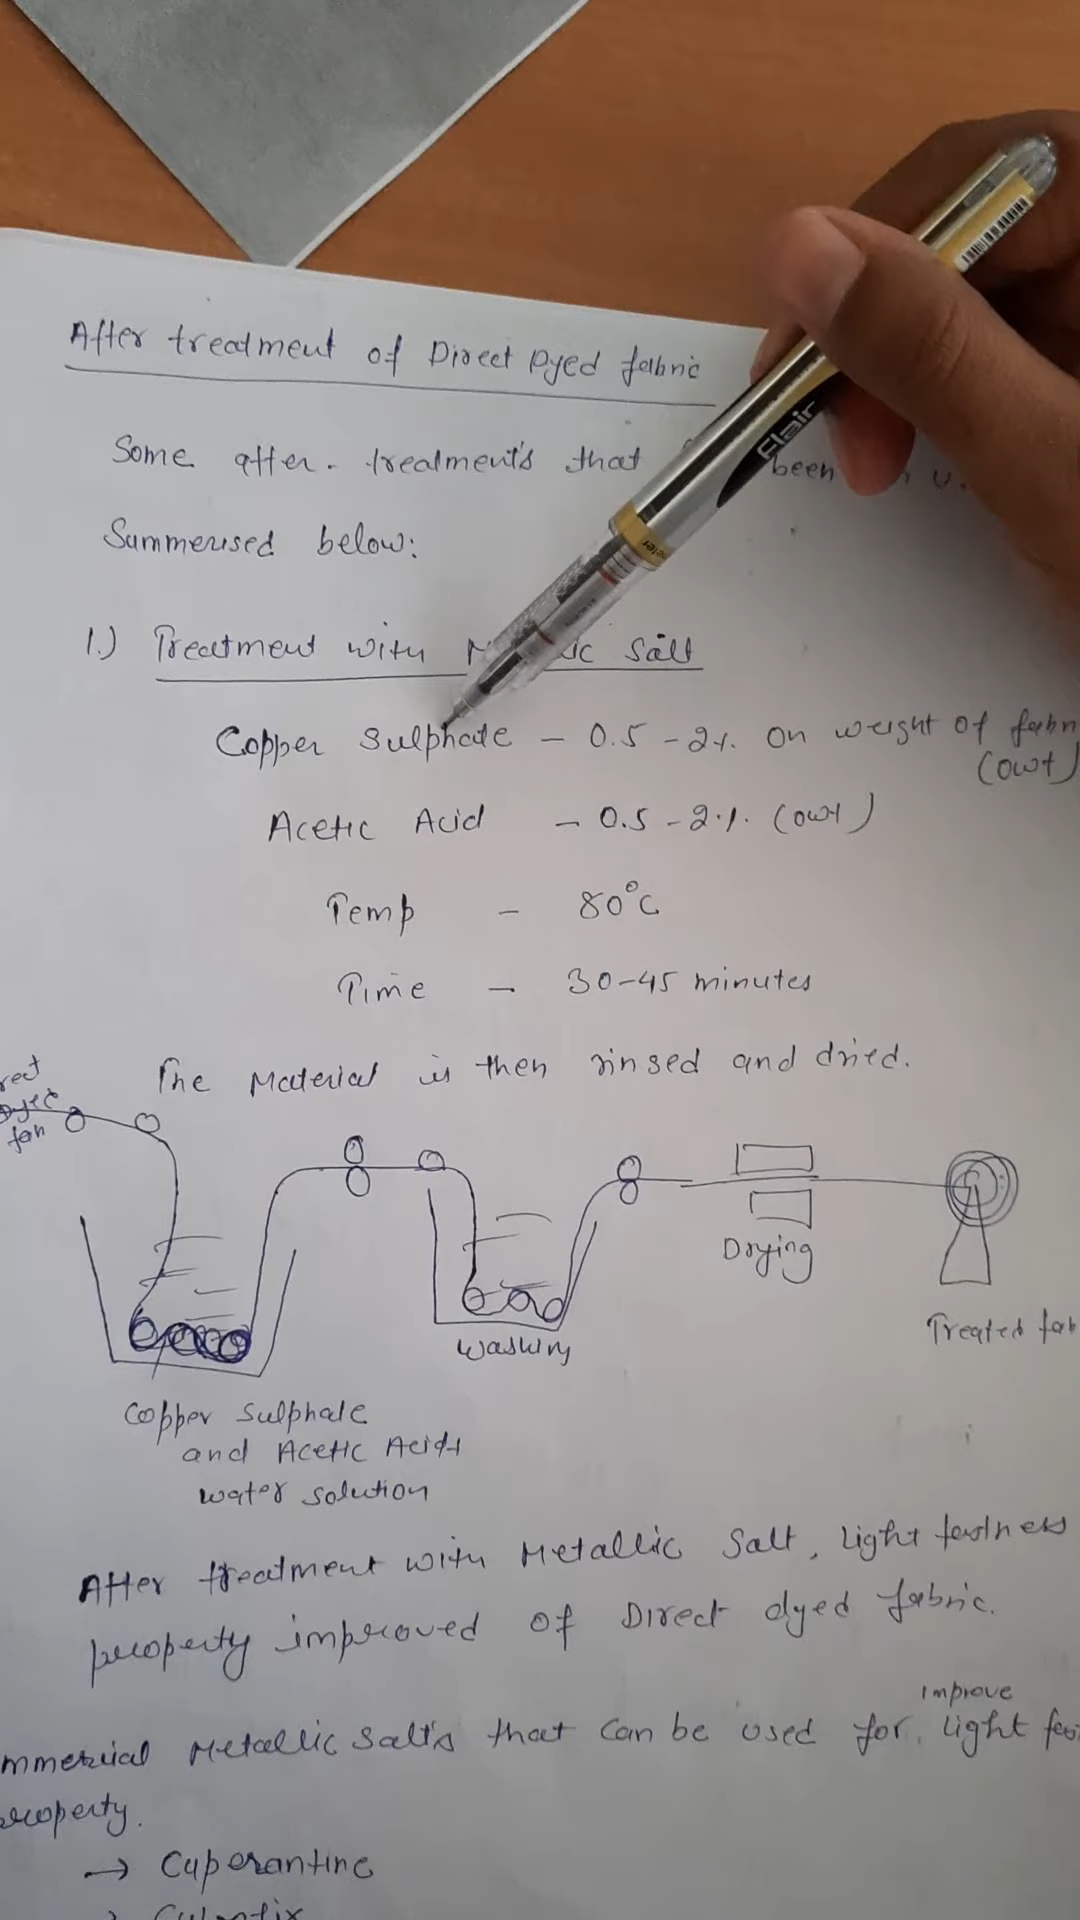 After treatment of Direct Dyed fabric
Some after-treatment's that been
Summerised below:
1.) Treatment with Salt
Copper Sulphate - 0.5-2% on weight of
(owt)
Acetic Acid - 0.5-2% (owt)
Temp - 80°C
Time - 30-45 minutes
The Material is then rinsed and dried.
Dyed
Drying
Washing
Treated
Copper Sulphate
and Acetic Acid
water solution
After treatment with Metallic Salt, light fastness
property improved of Direct dyed fabric.
improve
Metallic Salt's that can be used for, light
property.
→ Cuperantine
Flair